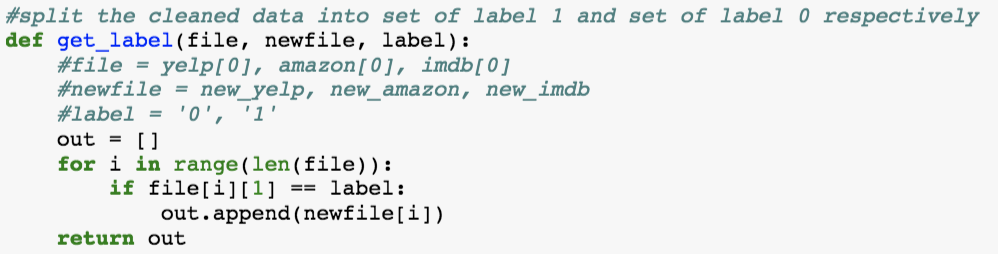 #split the cleaned data into set of label 1 and set of label 0 respectively
def get_label(file, newfile, label):
    #file = yelp[0], amazon[0], imdb[0]
    #newfile = new_yelp, new_amazon, new_imdb
    #label = '0', '1'
    out = []
    for i in range(len(file)):
        if file[i][1] == label:
            out.append(newfile[i])
    return out